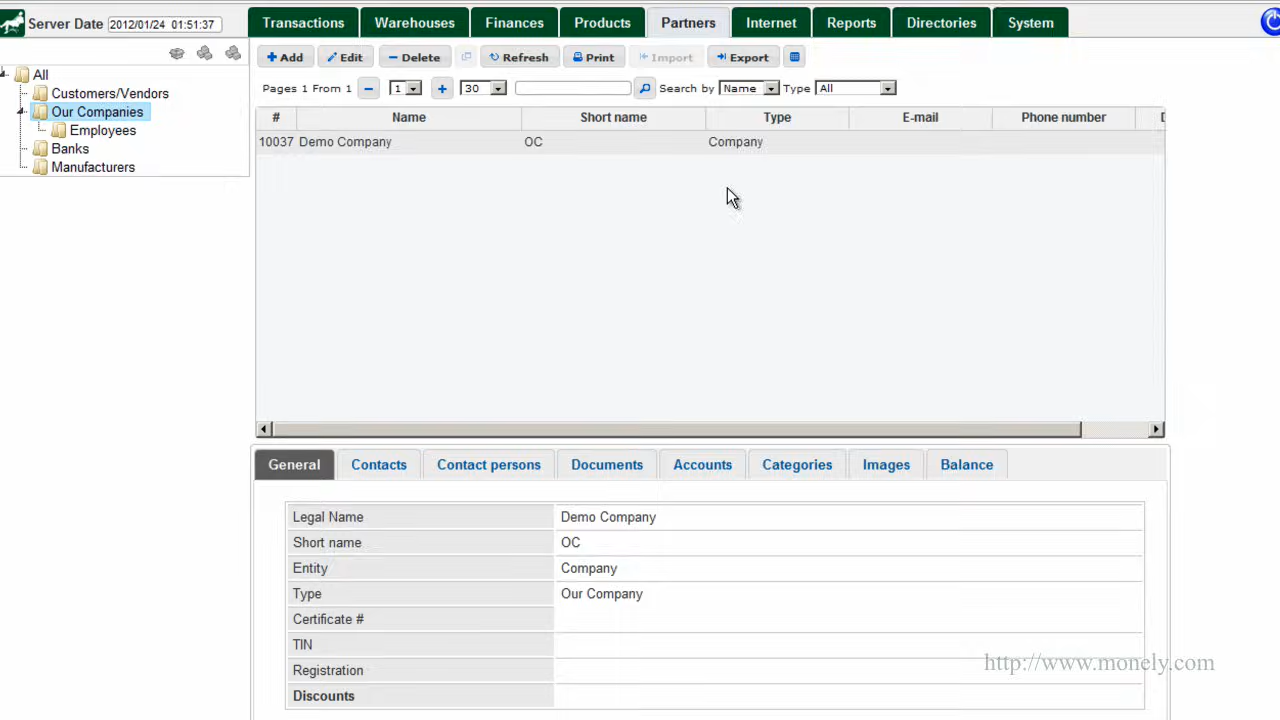 Server Date 2012/01/24 01:51:37 Transactions Warehouses Finances Products Partners Internet Reports Directories System
Add Edit Delete Refresh Print Import Export
Pages 1 From 1 1 30 Search by Name Type All
All
Customers/Vendors
Our Companies
Employees
Banks
Manufacturers
# Name Short name Type E-mail Phone number
10037 Demo Company OC Company
General Contacts Contact persons Documents Accounts Categories Images Balance
Legal Name Demo Company
Short name OC
Entity Company
Type Our Company
Certificate #
TIN
Registration
Discounts
http://www.monely.com